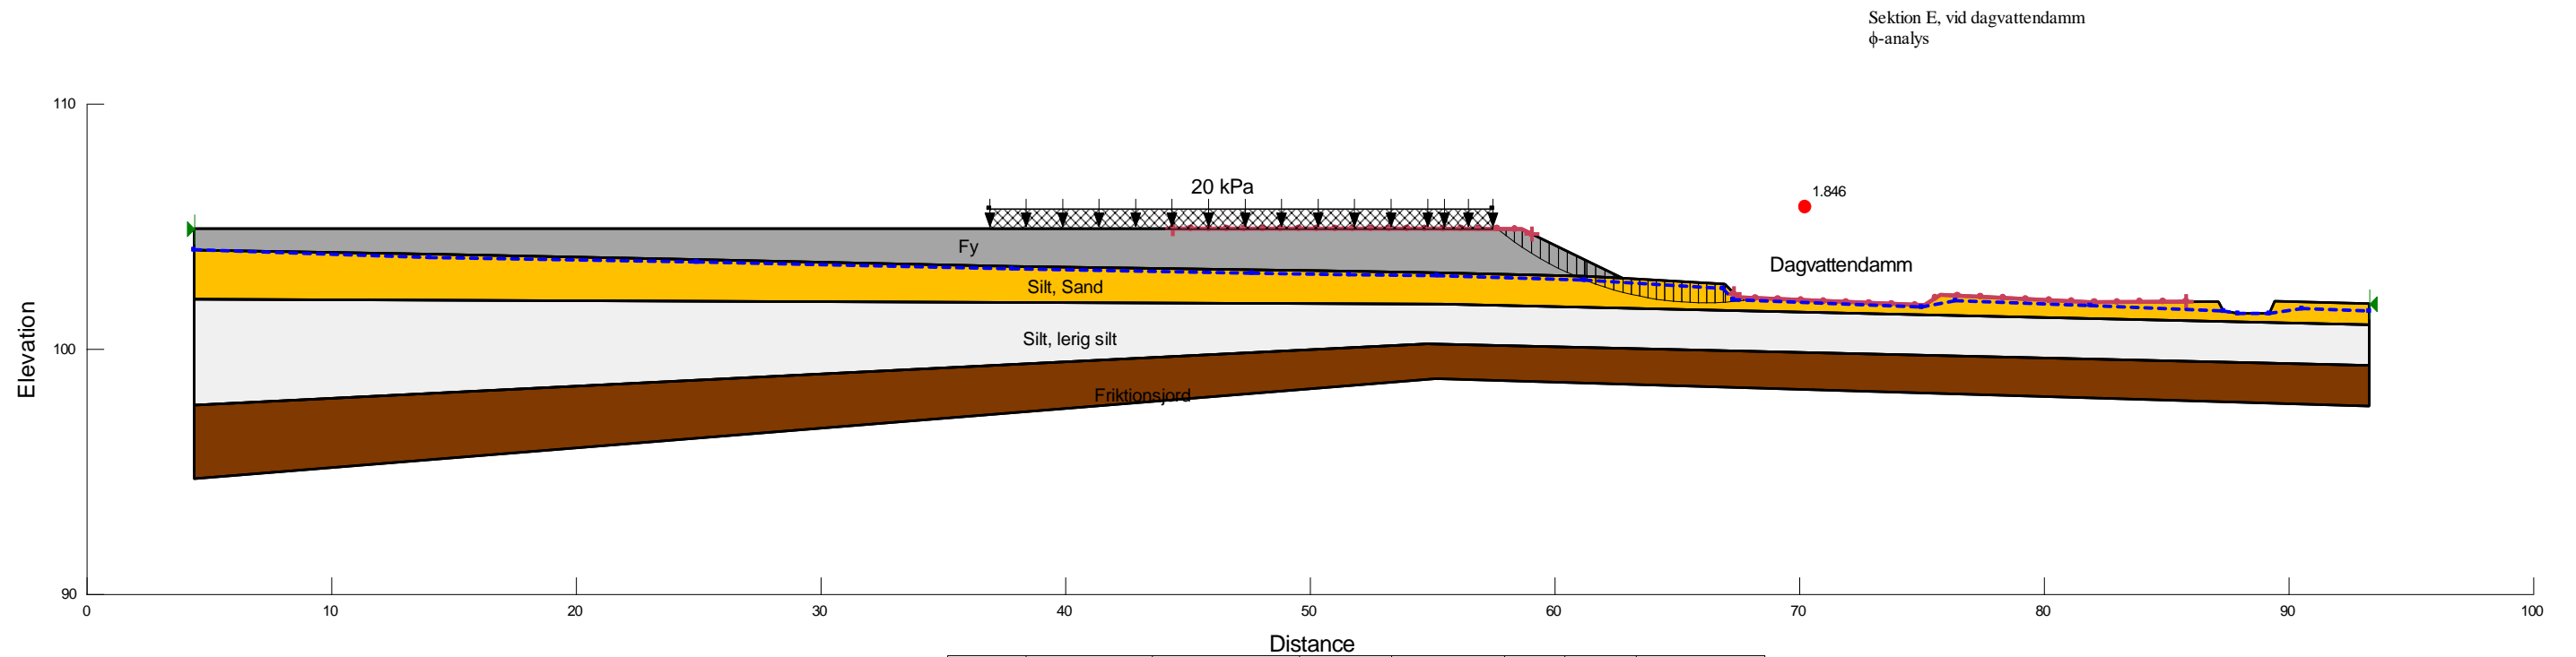 Sektion E, vid dagvattendamm
ϕ-analys
110
20 kPa
1.846
Fy
Dagvattendamm
Silt, Sand
Elevation
100
Silt, lerig silt
Friktionsjord
90
0 10 20 30 40 50 60 70 80 90 100
Distance